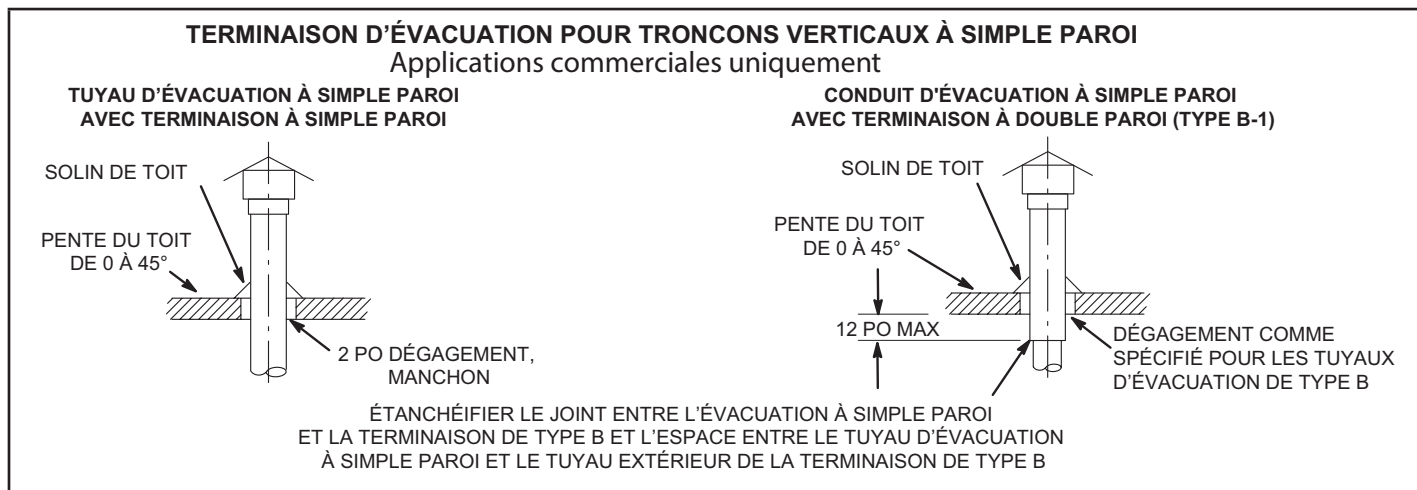 TERMINAISON D'ÉVACUATION POUR TRONCONS VERTICAUX À SIMPLE PAROI
Applications commerciales uniquement
TUYAU D'ÉVACUATION À SIMPLE PAROI
AVEC TERMINAISON À SIMPLE PAROI
SOLIN DE TOIT
PENTE DU TOIT
DE 0 À 45°
2 PO DÉGAGEMENT,
MANCHON
CONDUIT D'ÉVACUATION À SIMPLE PAROI
AVEC TERMINAISON À DOUBLE PAROI (TYPE B-1)
SOLIN DE TOIT
PENTE DU TOIT
DE 0 À 45°
12 PO MAX
DÉGAGEMENT COMME
SPÉCIFIÉ POUR LES TUYAUX
D'ÉVACUATION DE TYPE B
ÉTANCHÉIFIER LE JOINT ENTRE L'ÉVACUATION À SIMPLE PAROI
ET LA TERMINAISON DE TYPE B ET L'ESPACE ENTRE LE TUYAU D'ÉVACUATION
À SIMPLE PAROI ET LE TUYAU EXTÉRIEUR DE LA TERMINAISON DE TYPE B